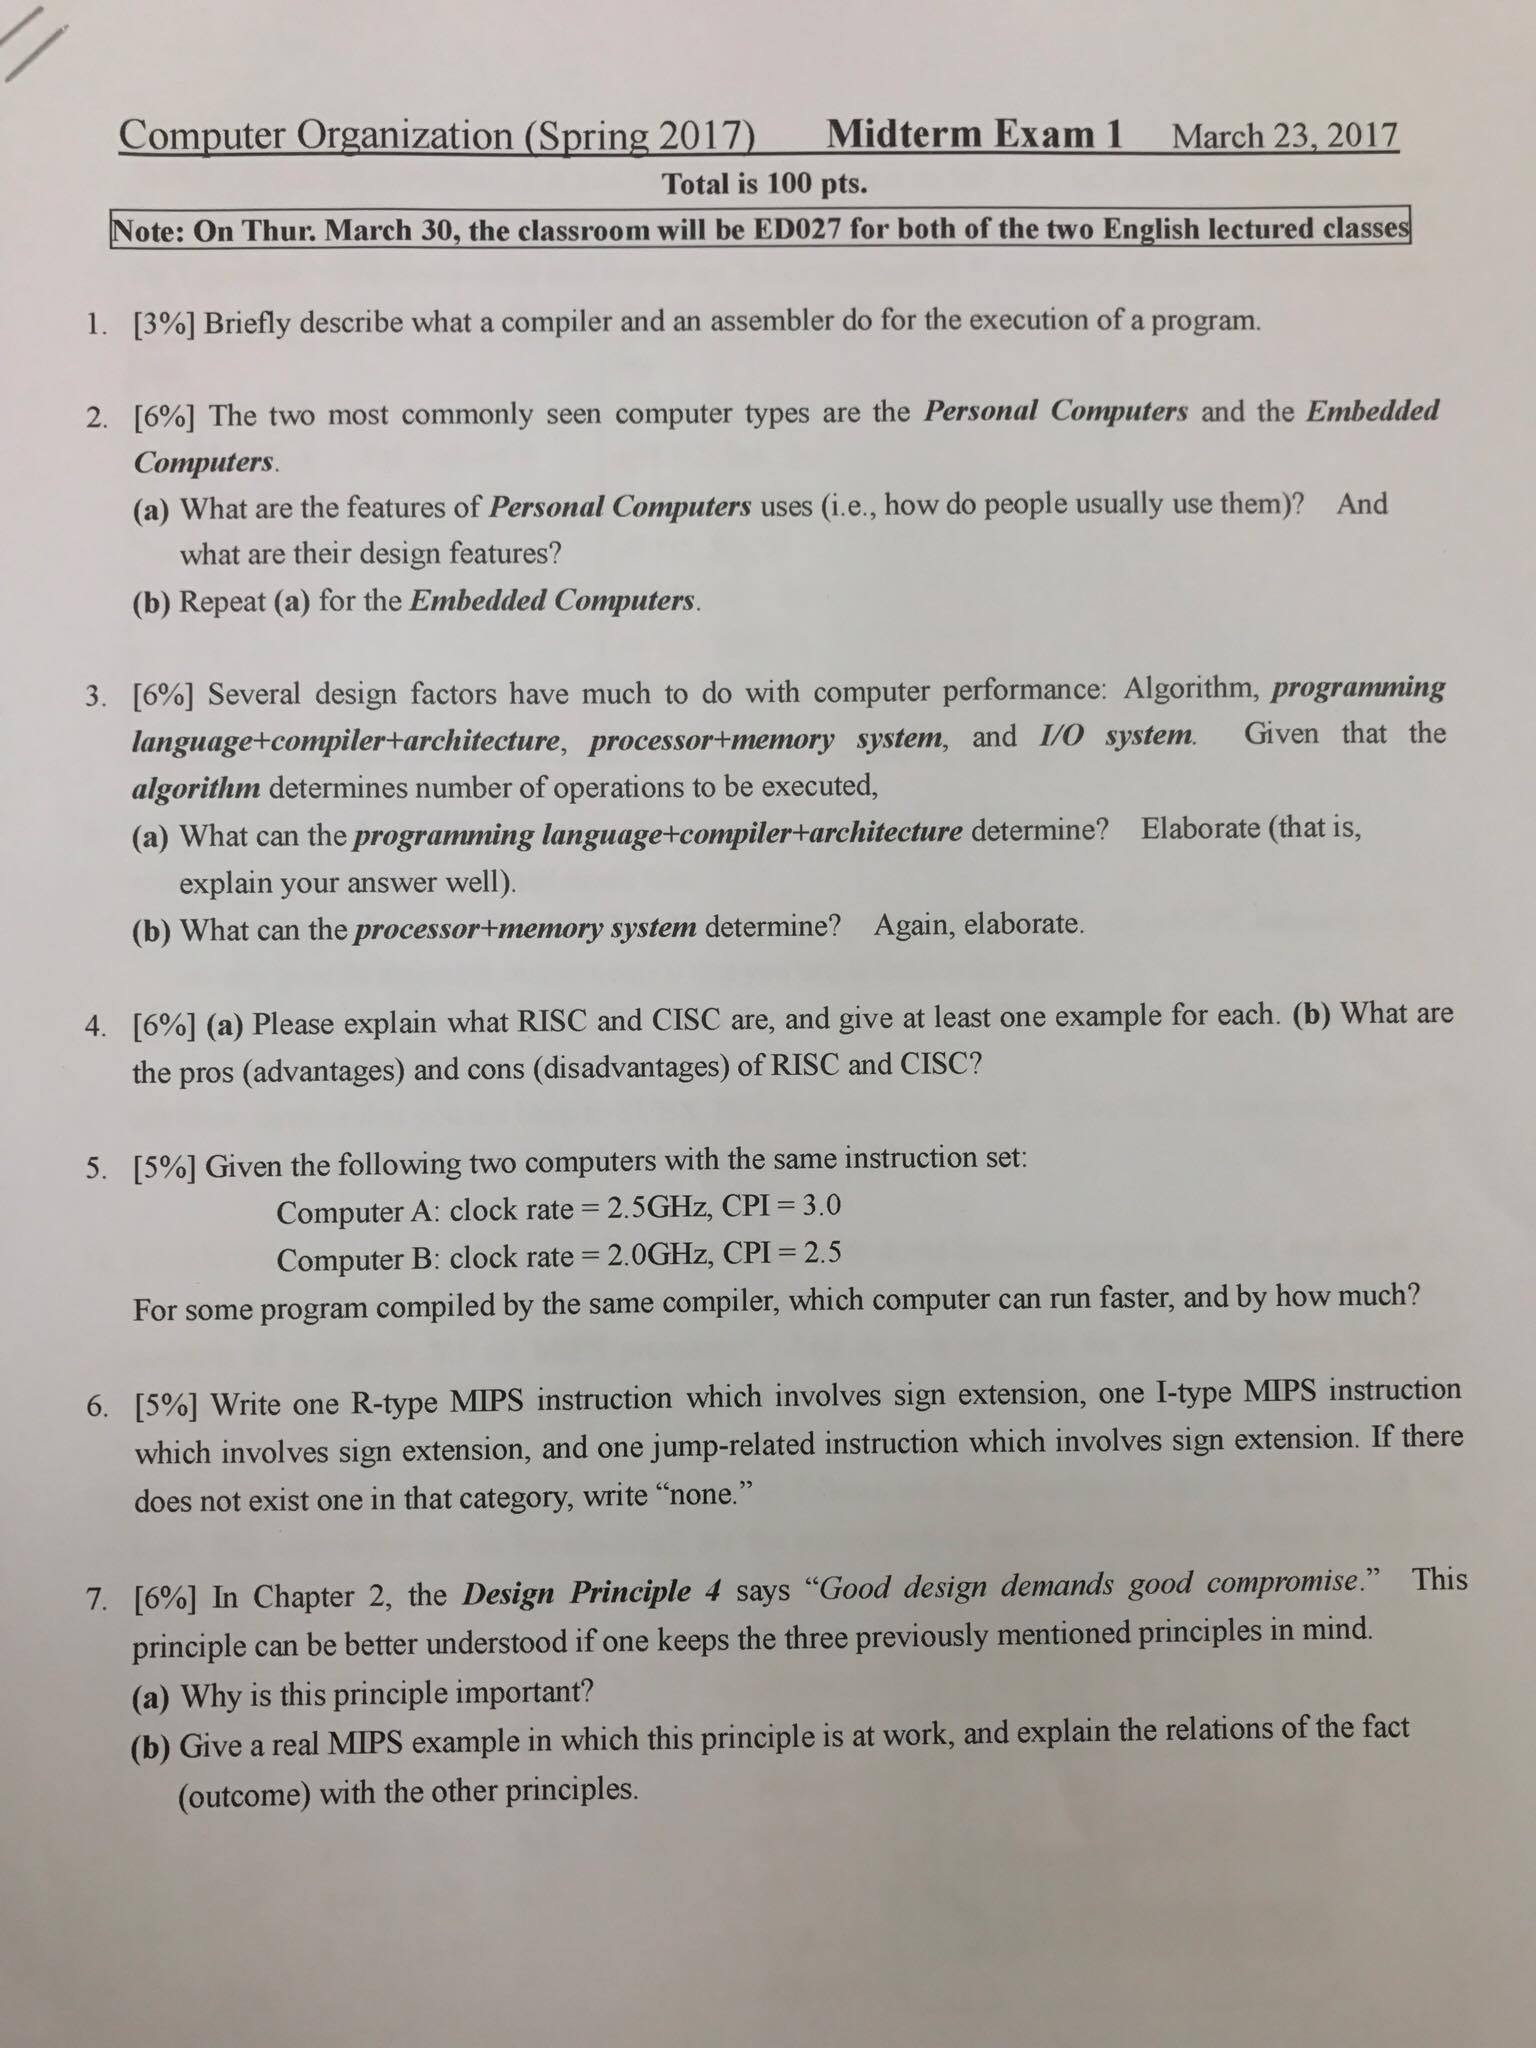 Computer Organization (Spring 2017) Midterm Exam 1 March 23, 2017
Total is 100 pts.
Note: On Thur. March 30, the classroom will be ED027 for both of the two English lectured classes
1. [3%] Briefly describe what a compiler and an assembler do for the execution of a program.
2. [6%] The two most commonly seen computer types are the Personal Computers and the Embedded
Computers.
(a) What are the features of Personal Computers uses (i.e., how do people usually use them)? And
what are their design features?
(b) Repeat (a) for the Embedded Computers.
3. [6%] Several design factors have much to do with computer performance: Algorithm, programming
language+compiler+architecture, processor+memory system, and I/O system. Given that the
algorithm determines number of operations to be executed,
(a) What can the programming language+compiler+architecture determine? Elaborate (that is,
explain your answer well).
(b) What can the processor+memory system determine? Again, elaborate.
4. [6%] (a) Please explain what RISC and CISC are, and give at least one example for each. (b) What are
the pros (advantages) and cons (disadvantages) of RISC and CISC?
5. [5%] Given the following two computers with the same instruction set:
Computer A: clock rate = 2.5GHz, CPI = 3.0
Computer B: clock rate = 2.0GHz, CPI = 2.5
For some program compiled by the same compiler, which computer can run faster, and by how much?
6. [5%] Write one R-type MIPS instruction which involves sign extension, one I-type MIPS instruction
which involves sign extension, and one jump-related instruction which involves sign extension. If there
does not exist one in that category, write “none.”
7. [6%] In Chapter 2, the Design Principle 4 says “Good design demands good compromise.” This
principle can be better understood if one keeps the three previously mentioned principles in mind.
(a) Why is this principle important?
(b) Give a real MIPS example in which this principle is at work, and explain the relations of the fact
(outcome) with the other principles.